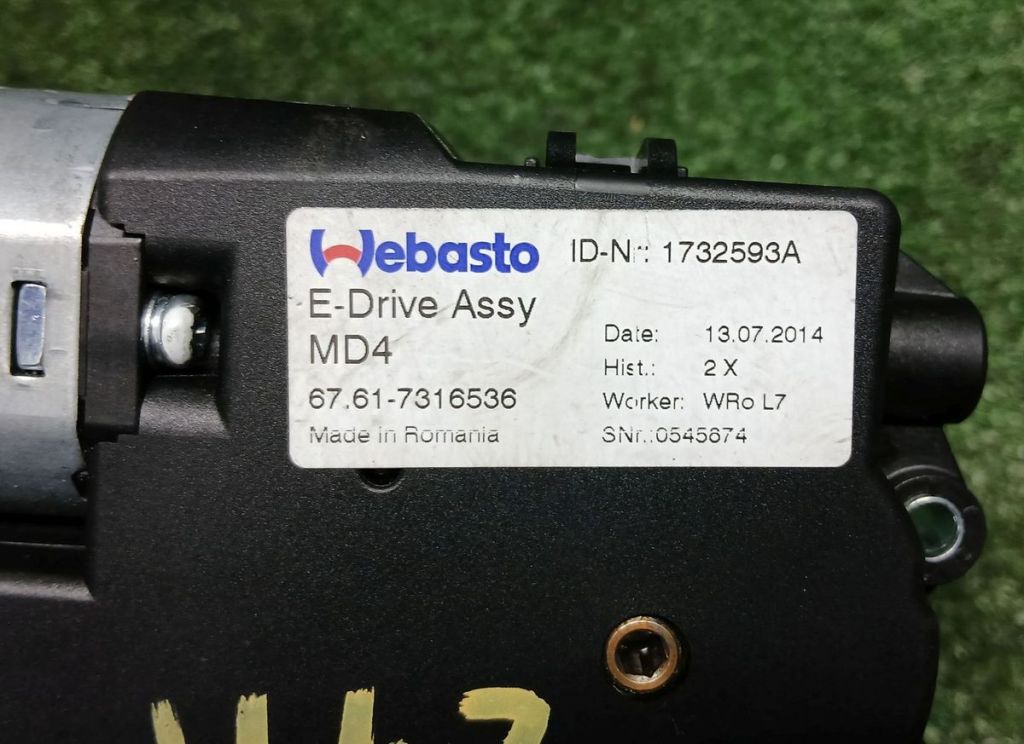 Webasto
ID-Nr: 1732593A
E-Drive Assy
MD4
67.61-7316536
Made in Romania
Date: 13.07.2014
Hist.: 2 X
Worker: WRo L7
SNr.:0545674